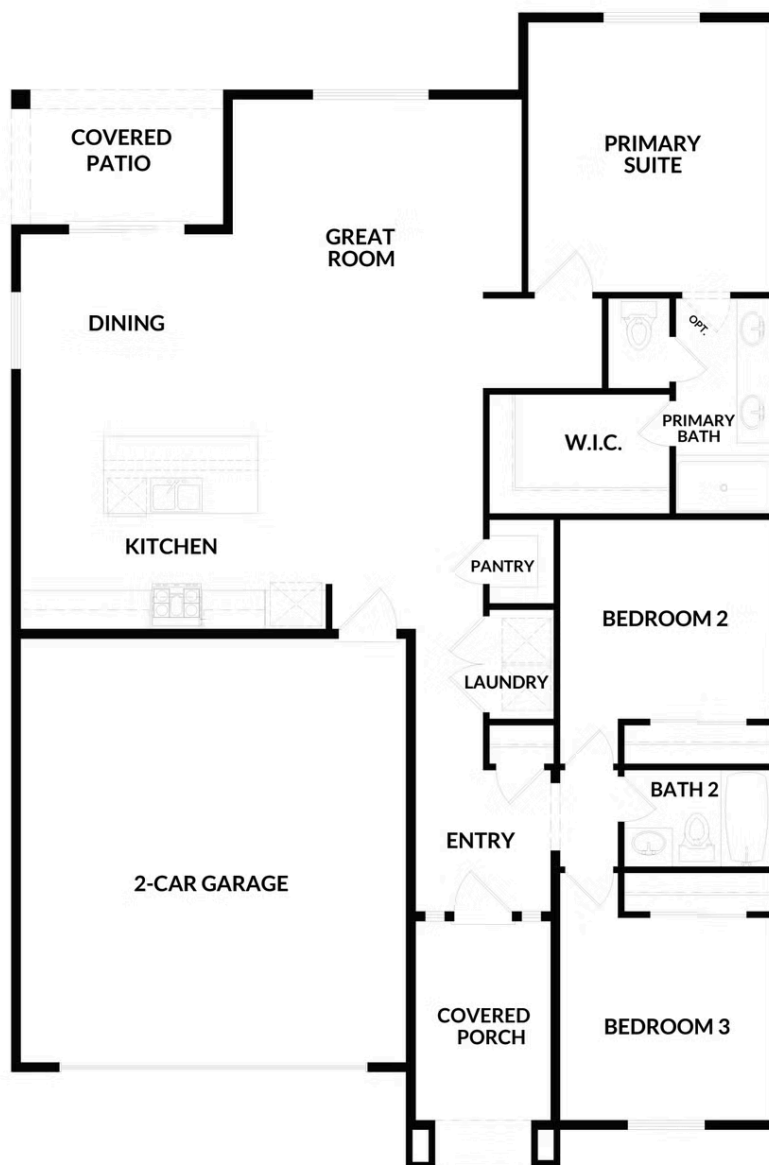 COVERED
PATIO
PRIMARY
SUITE
GREAT
ROOM
DINING
OPT.
PRIMARY
BATH
W.I.C.
KITCHEN
PANTRY
BEDROOM 2
LAUNDRY
BATH 2
ENTRY
2-CAR GARAGE
COVERED
PORCH
BEDROOM 3